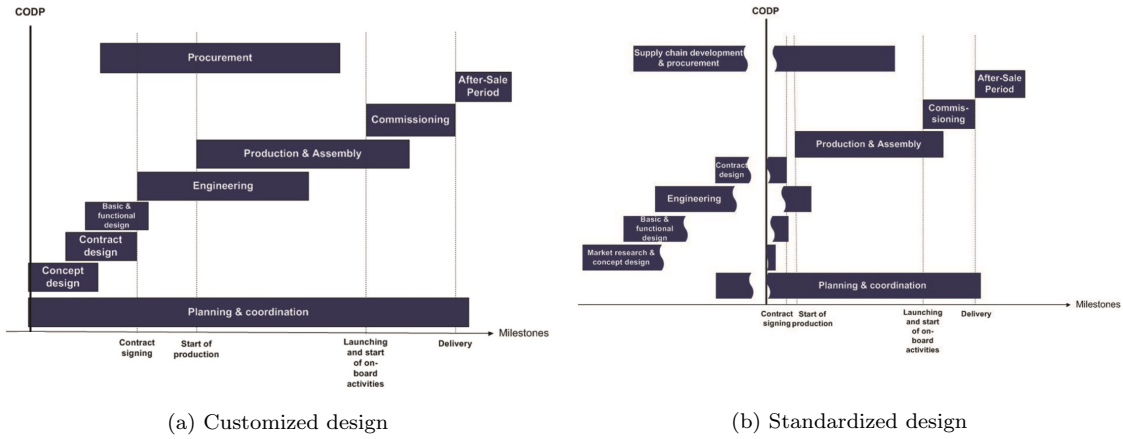 CODP
Procurement
After-Sale
Period
Commissioning
Production & Assembly
Engineering
Basic &
functional
design
Contract
design
Concept
design
Planning & coordination
Milestones
Contract
signing
Start of
production
Launching
and start
of on-
board
activities
Delivery
(a) Customized design
CODP
Supply chain development
& procurement
After-Sale
Period
Commis-
sioning
Production & Assembly
Contract
design
Engineering
Basic &
functional design
Market research &
concept design
Planning & coordination
Milestones
Contract
signing
Start of
production
Launching
and start
of on-board
activities
Delivery
(b) Standardized design